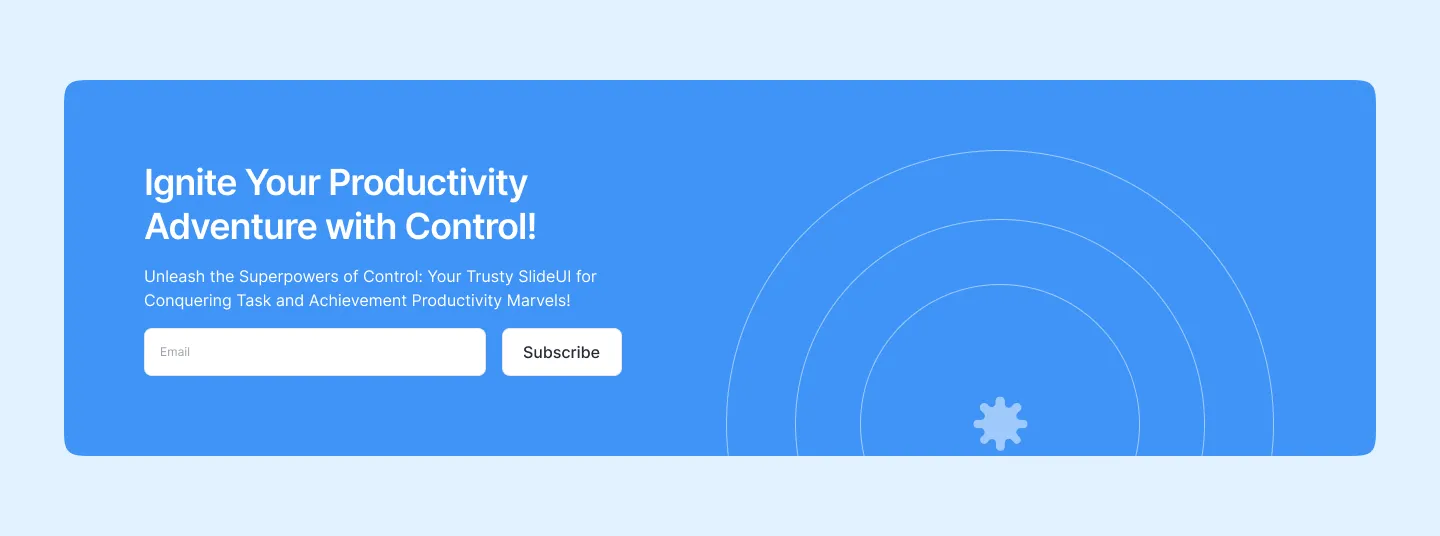 Ignite Your Productivity
Adventure with Control!
Unleash the Superpowers of Control: Your Trusty SlideUI for
Conquering Task and Achievement Productivity Marvels!
Email
Subscribe